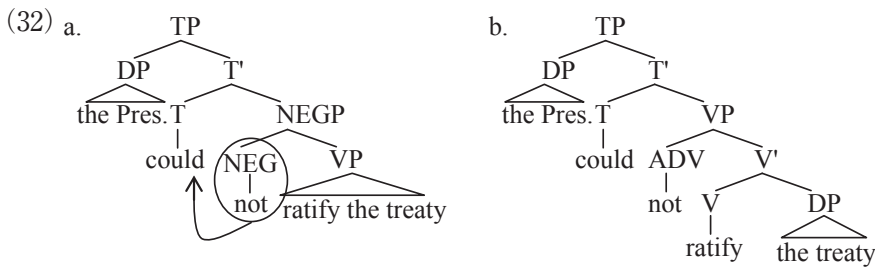 (32) a. TP b. TP
DP T' DP T'
the Pres. T NEGP the Pres. T VP
could NEG VP could ADV V'
not ratify the treaty not V DP
ratify the treaty